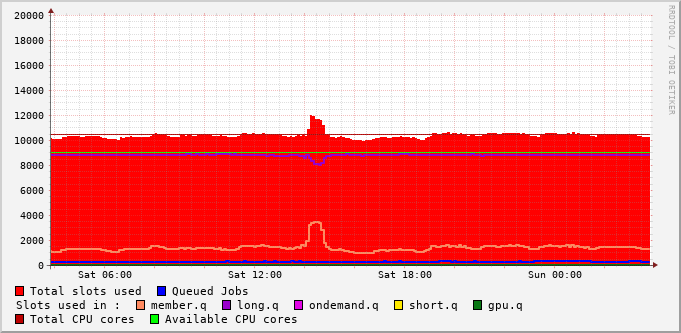 RRDTOOL / TOBI OETIKER
20000
18000
16000
14000
12000
10000
8000
6000
4000
2000
0
Sat 06:00 Sat 12:00 Sat 18:00 Sun 00:00
Total slots used Queued Jobs
Slots used in : member.q long.q ondemand.q short.q gpu.q
Total CPU cores Available CPU cores